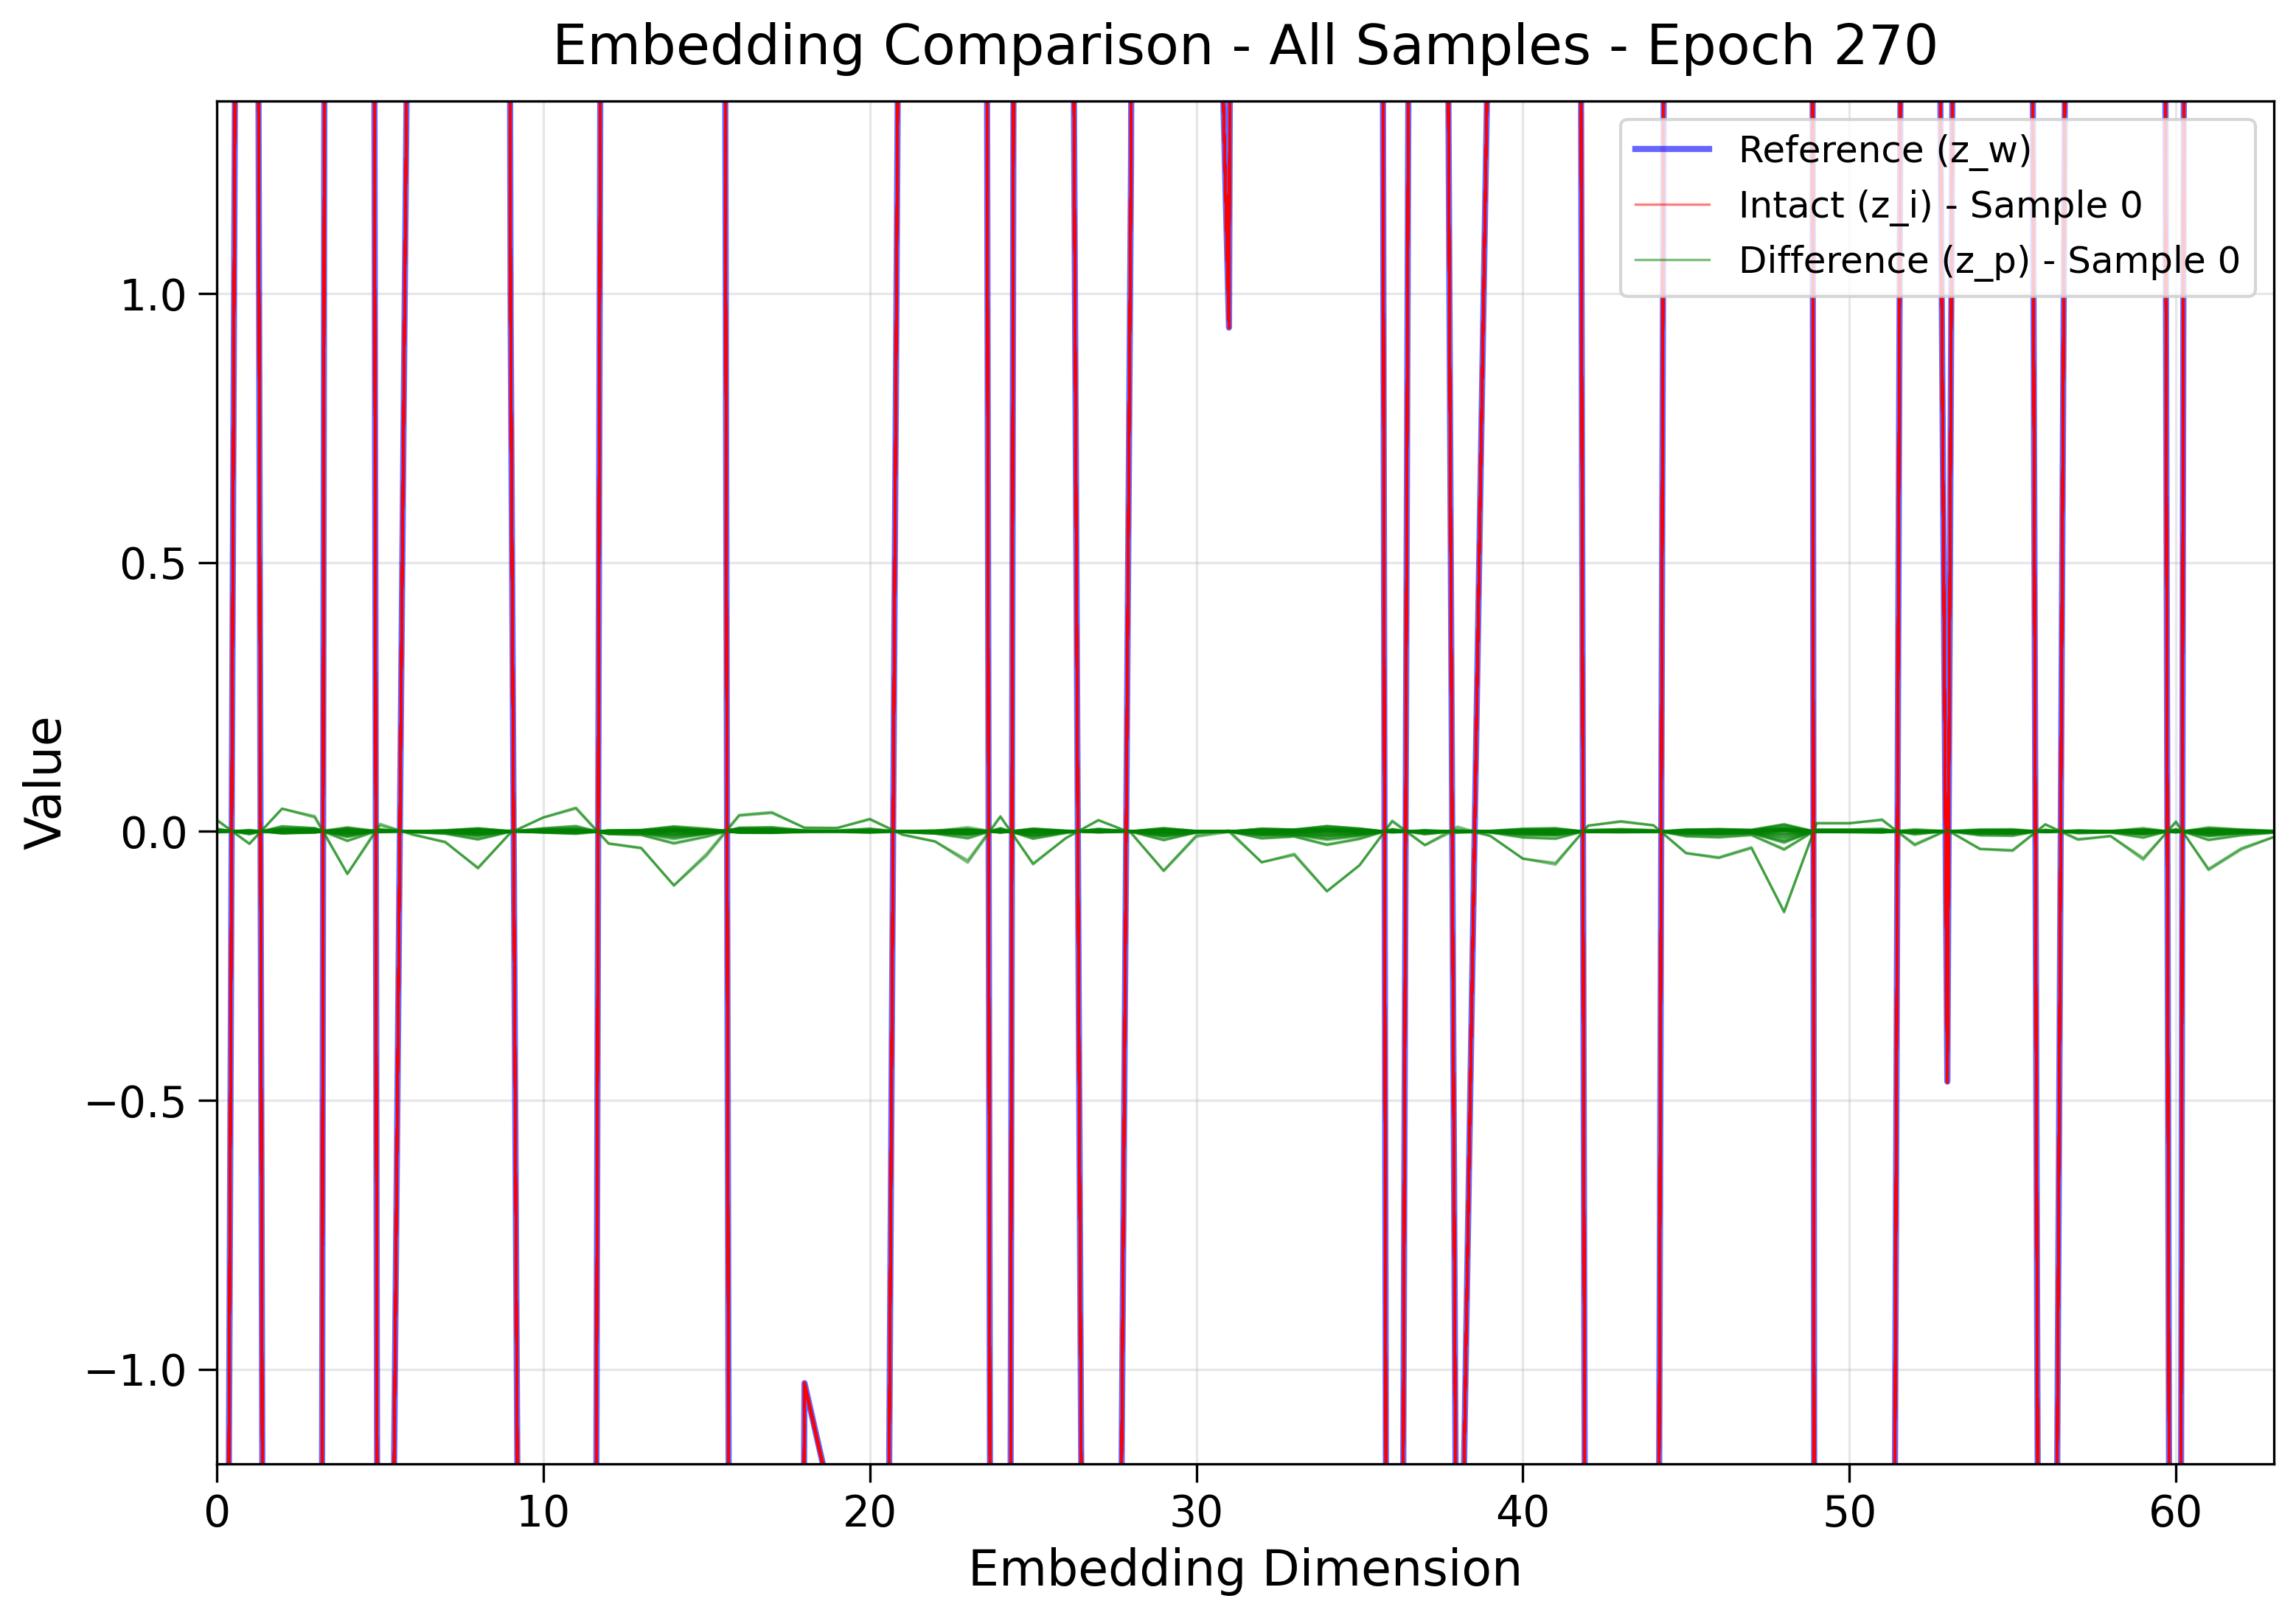 Embedding Comparison - All Samples - Epoch 270
Reference (z_w)
Intact (z_i) - Sample 0
Difference (z_p) - Sample 0
1.0
0.5
0.0
−0.5
−1.0
Value
0 10 20 30 40 50 60
Embedding Dimension